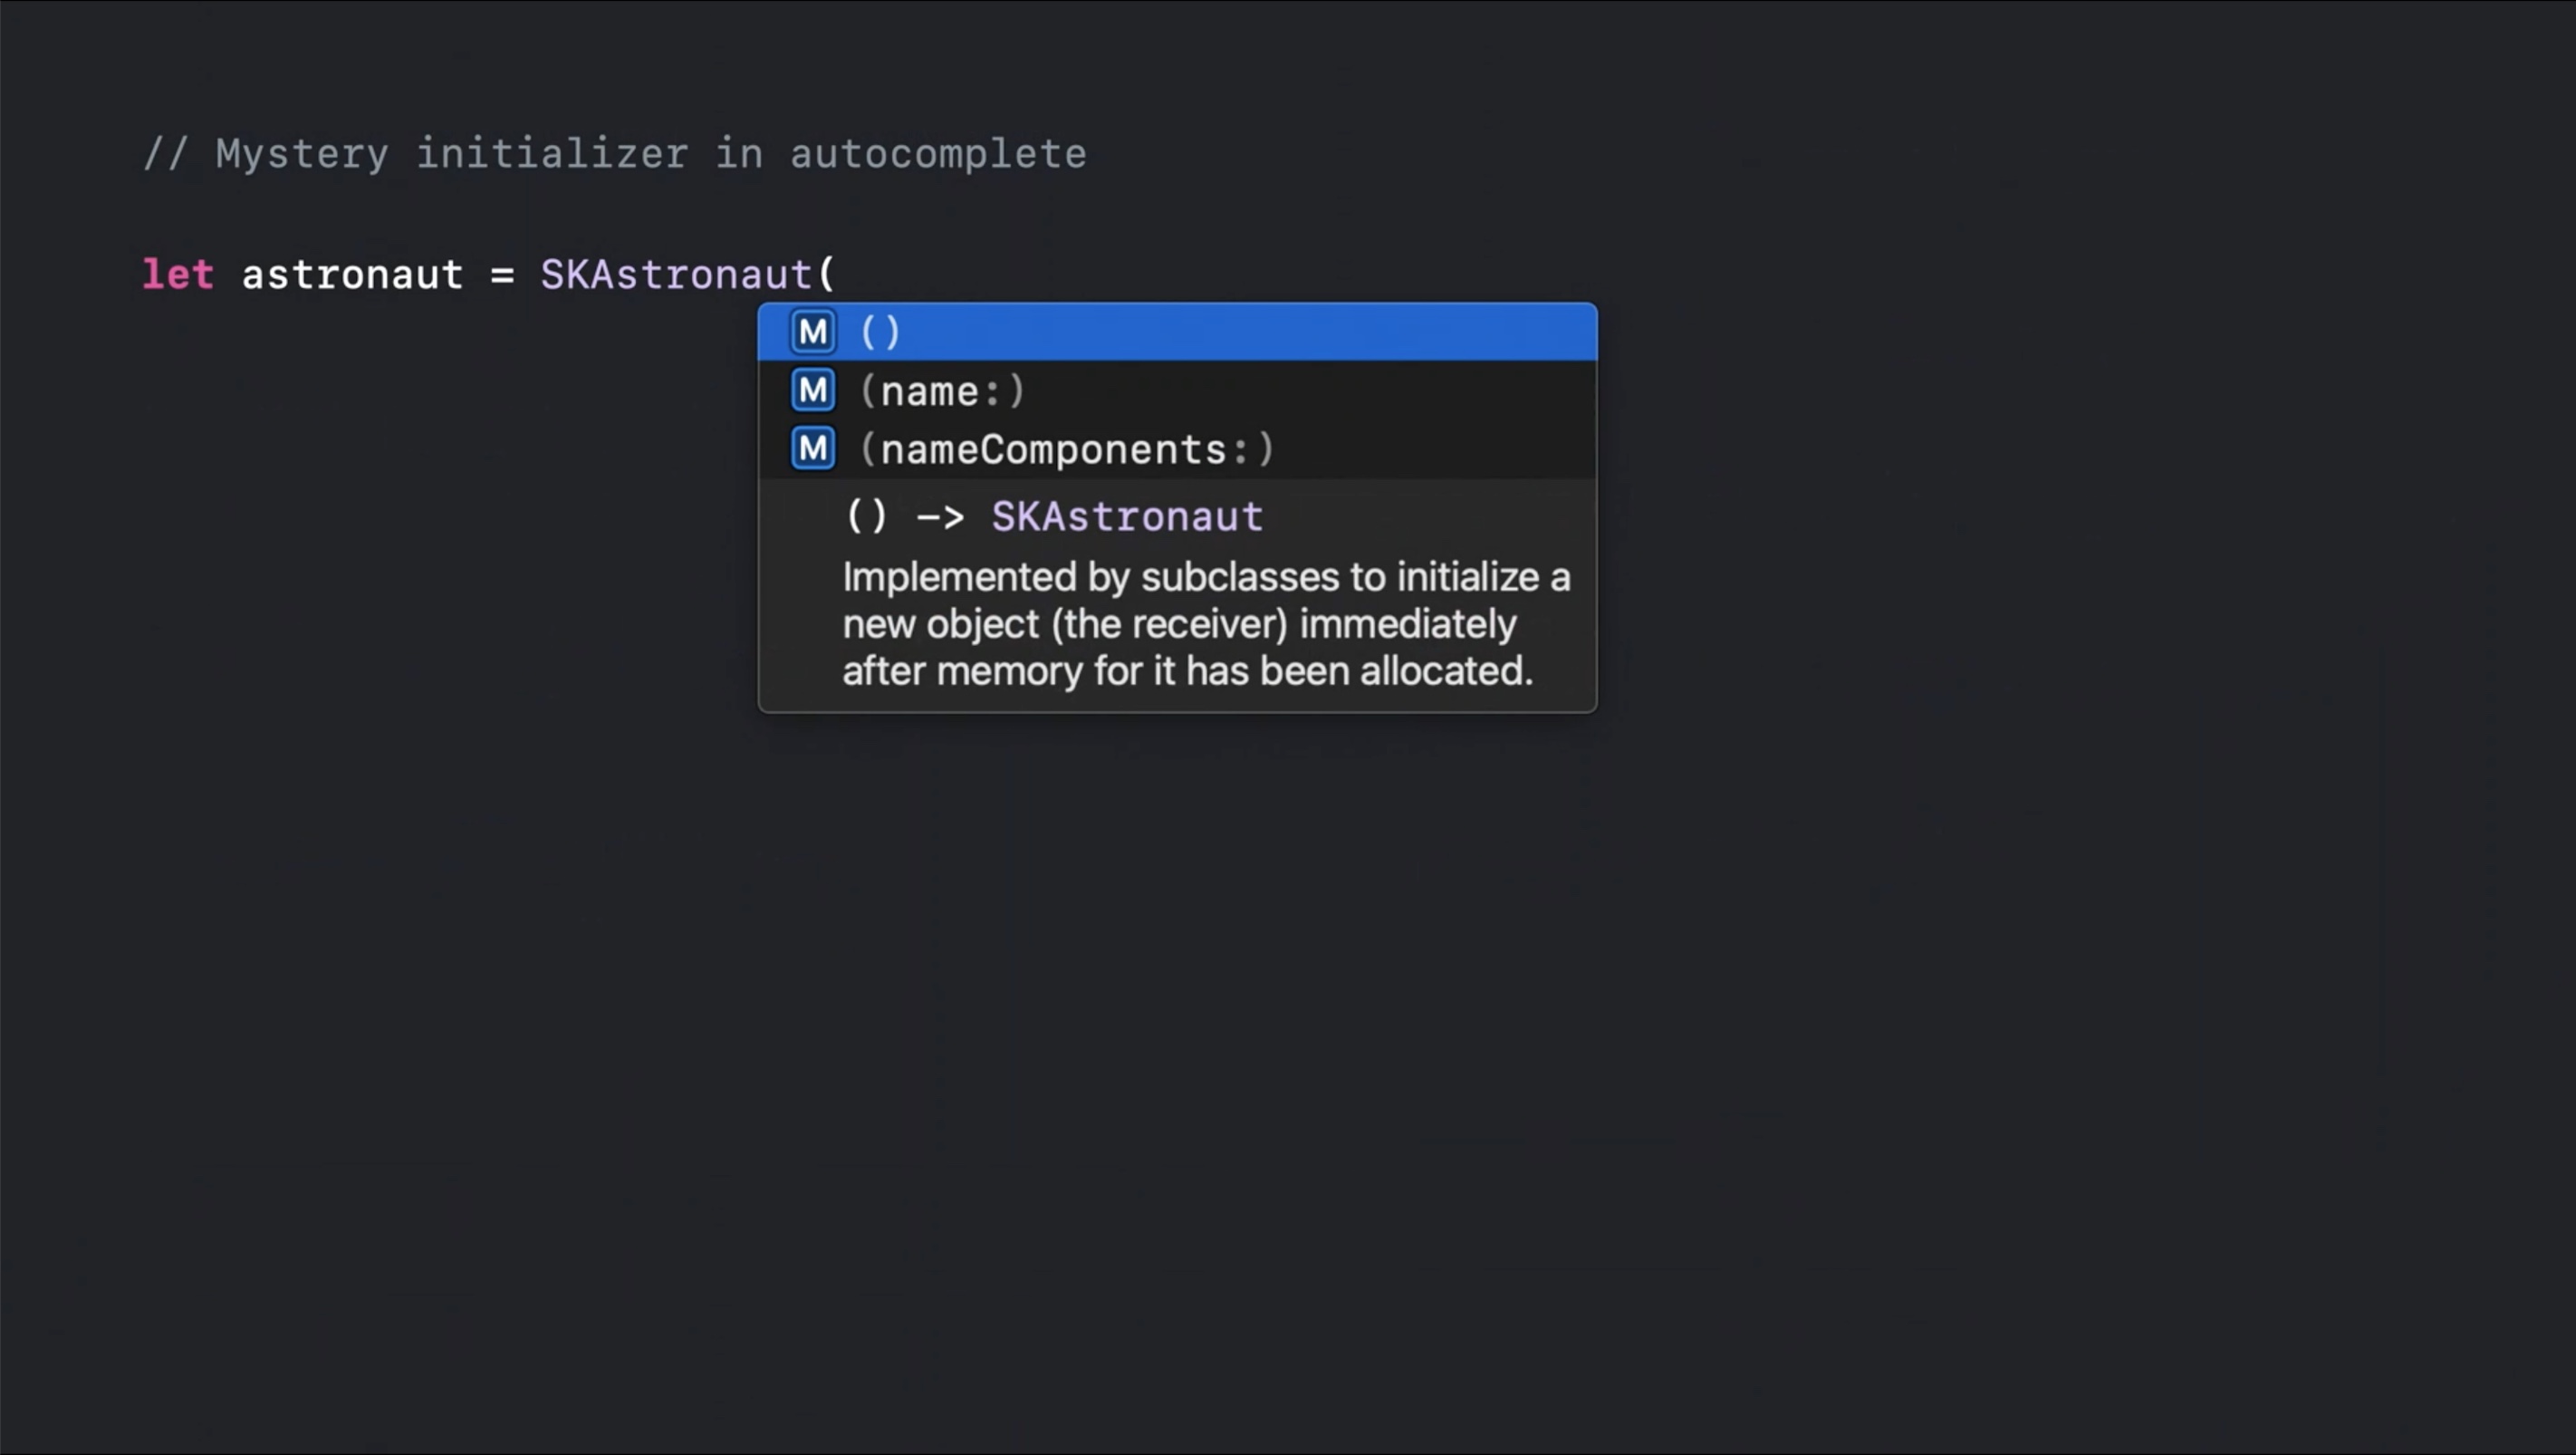 // Mystery initializer in autocomplete
let astronaut = SKAstronaut(
M ()
M (name:)
M (nameComponents:)
() -> SKAstronaut
Implemented by subclasses to initialize a
new object (the receiver) immediately
after memory for it has been allocated.